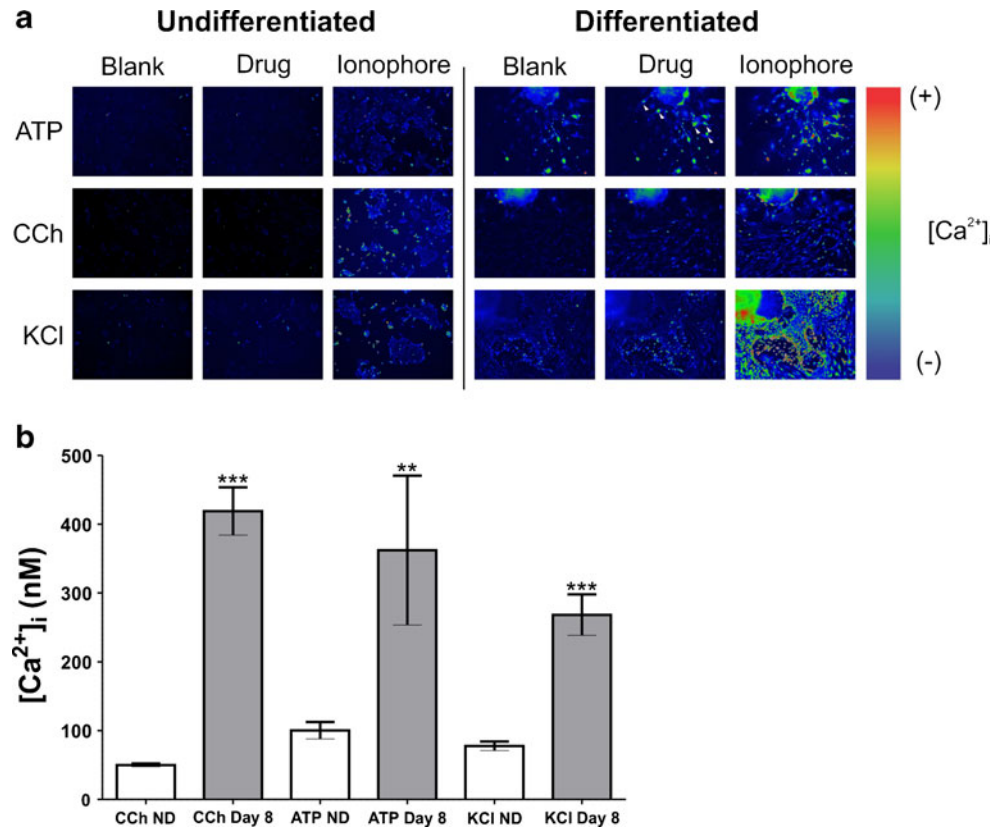 a
Undifferentiated Differentiated
Blank Drug Ionophore Blank Drug Ionophore
ATP
CCh
KCl
(+)
[Ca²⁺]ᵢ
(-)
b
[Ca²⁺]ᵢ (nM)
500
400
300
200
100
0
*** ** ***
CCh ND CCh Day 8 ATP ND ATP Day 8 KCl ND KCl Day 8